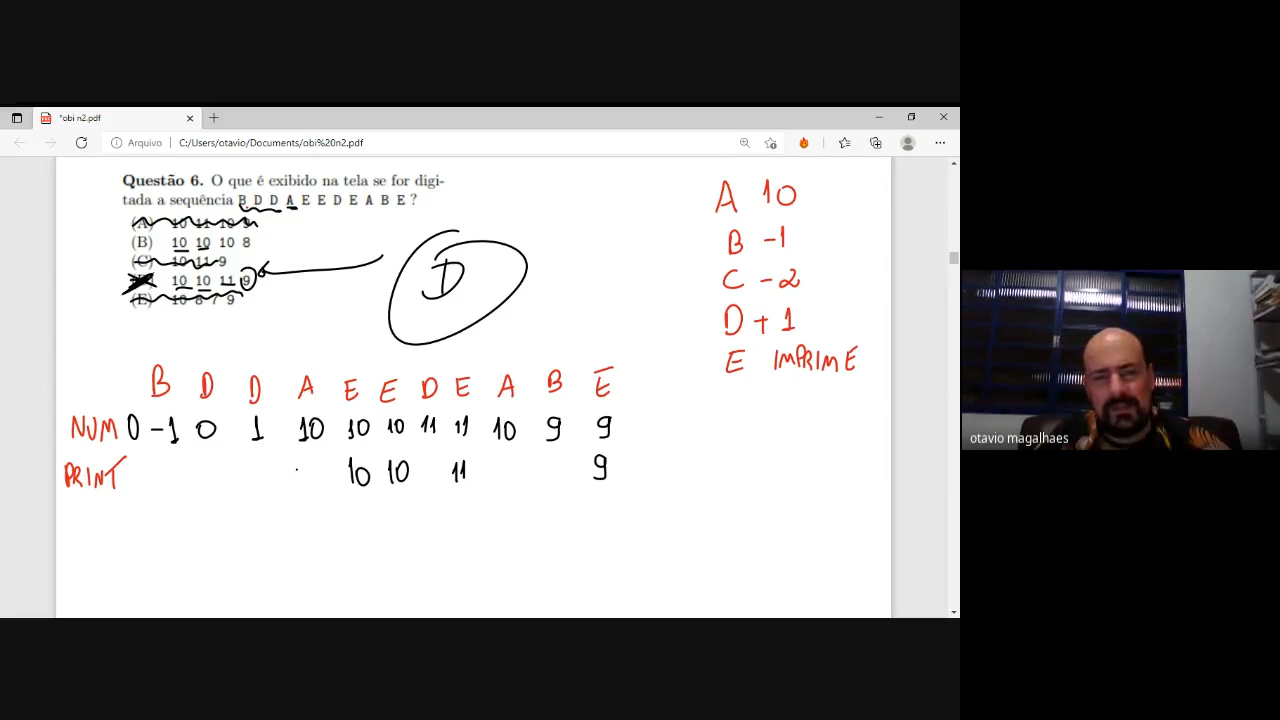 *obi n2.pdf
Arquivo C:/Users/otavio/Documents/obi%20n2.pdf
Questão 6. O que é exibido na tela se for digi-
tada a sequência B D D A E E D E A B E ?
(A) 10 11 10 9
(B) 10 10 10 8
(C) 10 11 9
10 10 11 9
(E) 10 8 7 9
D
A 10
B -1
C -2
D +1
E IMPRIME
B D D A E E D E A B E
NUM 0 -1 0 1 10 10 10 11 11 10 9 9
PRINT 10 10 11 9
otavio magalhaes